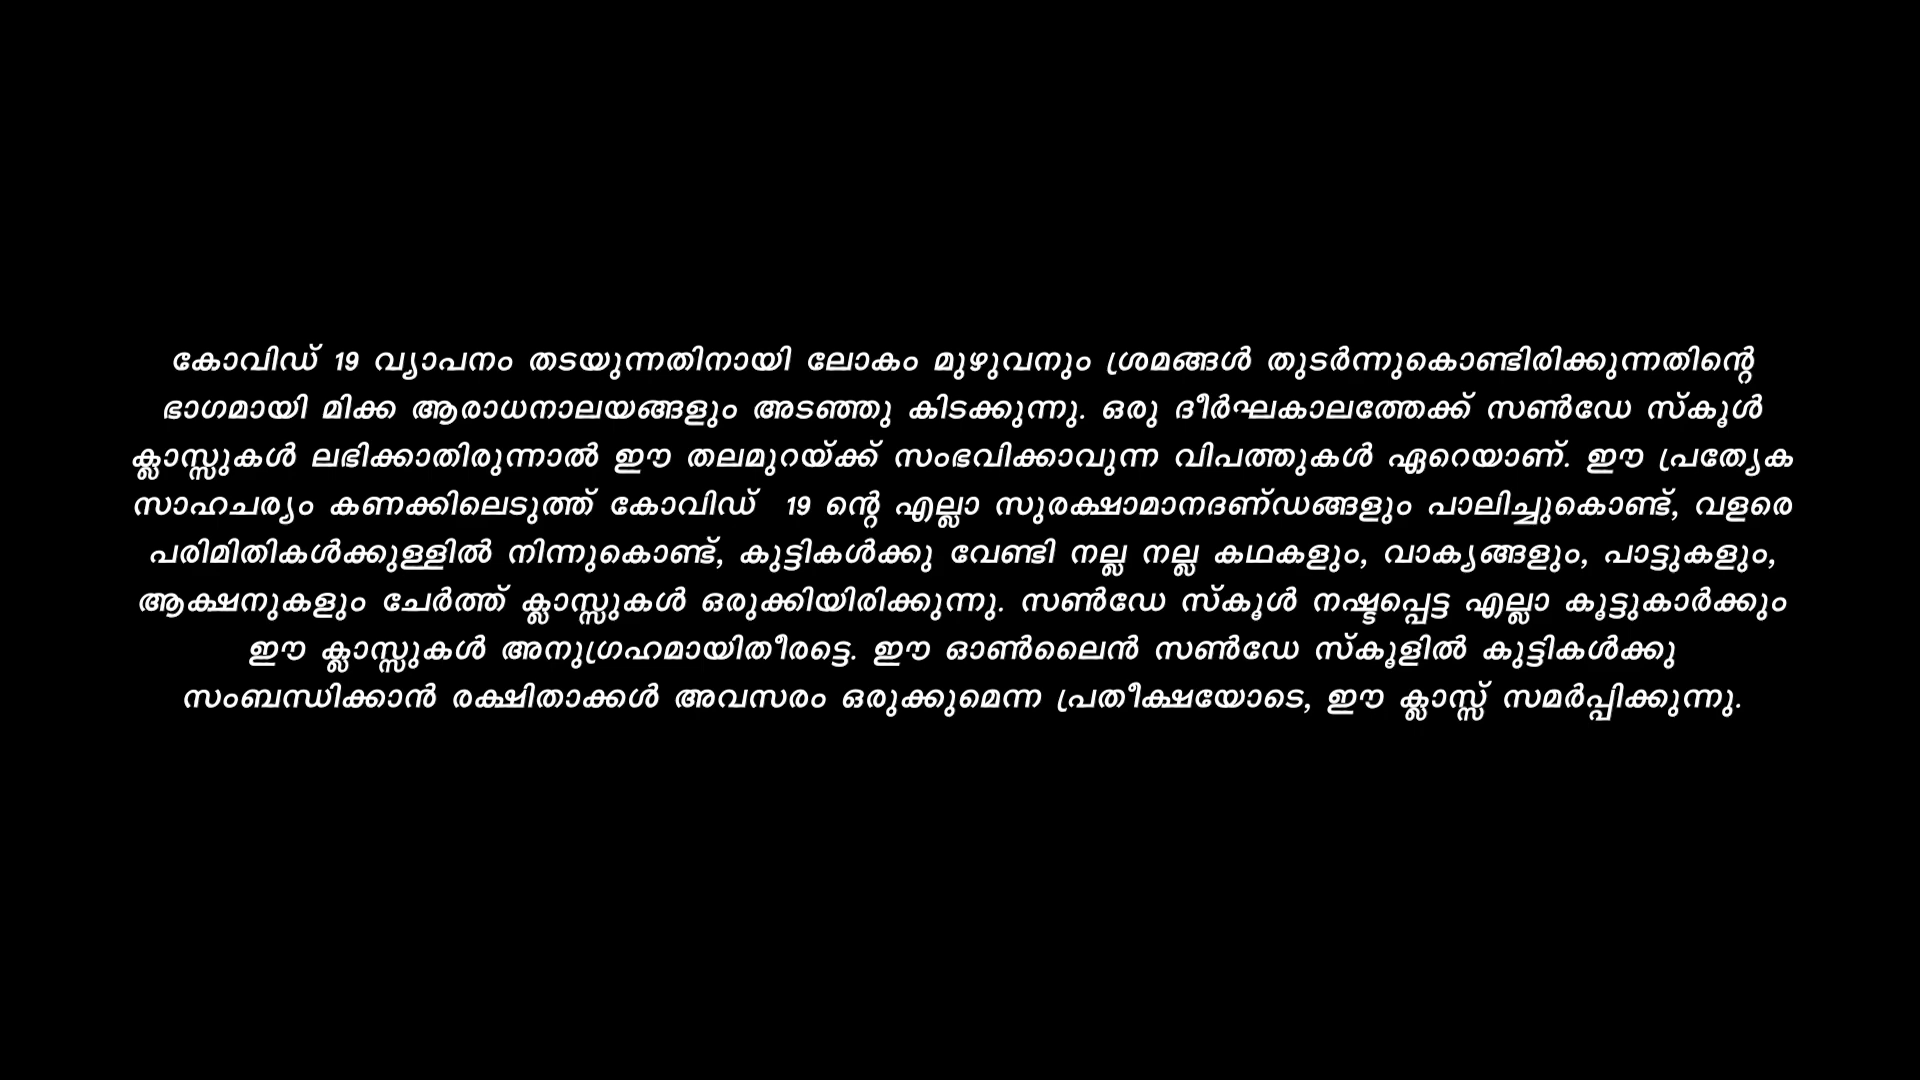 കോവിഡ് 19 വ്യാപനം തടയുന്നതിനായി ലോകം മുഴുവനും ശ്രമങ്ങൾ തുടർന്നുകൊണ്ടിരിക്കുന്നതിന്റെ
ഭാഗമായി മിക്ക ആരാധനാലയങ്ങളും അടഞ്ഞു കിടക്കുന്നു. ഒരു ദീർഘകാലത്തേക്ക് സൺഡേ സ്കൂൾ
ക്ലാസ്സുകൾ ലഭിക്കാതിരുന്നാൽ ഈ തലമുറയ്ക്ക് സംഭവിക്കാവുന്ന വിപത്തുകൾ ഏറെയാണ്. ഈ പ്രത്യേക
സാഹചര്യം കണക്കിലെടുത്ത് കോവിഡ് 19 ന്റെ എല്ലാ സുരക്ഷാമാനദണ്ഡങ്ങളും പാലിച്ചുകൊണ്ട്, വളരെ
പരിമിതികൾക്കുള്ളിൽ നിന്നുകൊണ്ട്, കുട്ടികൾക്കു വേണ്ടി നല്ല നല്ല കഥകളും, വാക്യങ്ങളും, പാട്ടുകളും,
ആക്ഷനുകളും ചേർത്ത് ക്ലാസ്സുകൾ ഒരുക്കിയിരിക്കുന്നു. സൺഡേ സ്കൂൾ നഷ്ടപ്പെട്ട എല്ലാ കൂട്ടുകാർക്കും
ഈ ക്ലാസ്സുകൾ അനുഗ്രഹമായിതീരട്ടെ. ഈ ഓൺലൈൻ സൺഡേ സ്കൂളിൽ കുട്ടികൾക്കു
സംബന്ധിക്കാൻ രക്ഷിതാക്കൾ അവസരം ഒരുക്കുമെന്ന പ്രതീക്ഷയോടെ, ഈ ക്ലാസ്സ് സമർപ്പിക്കുന്നു.